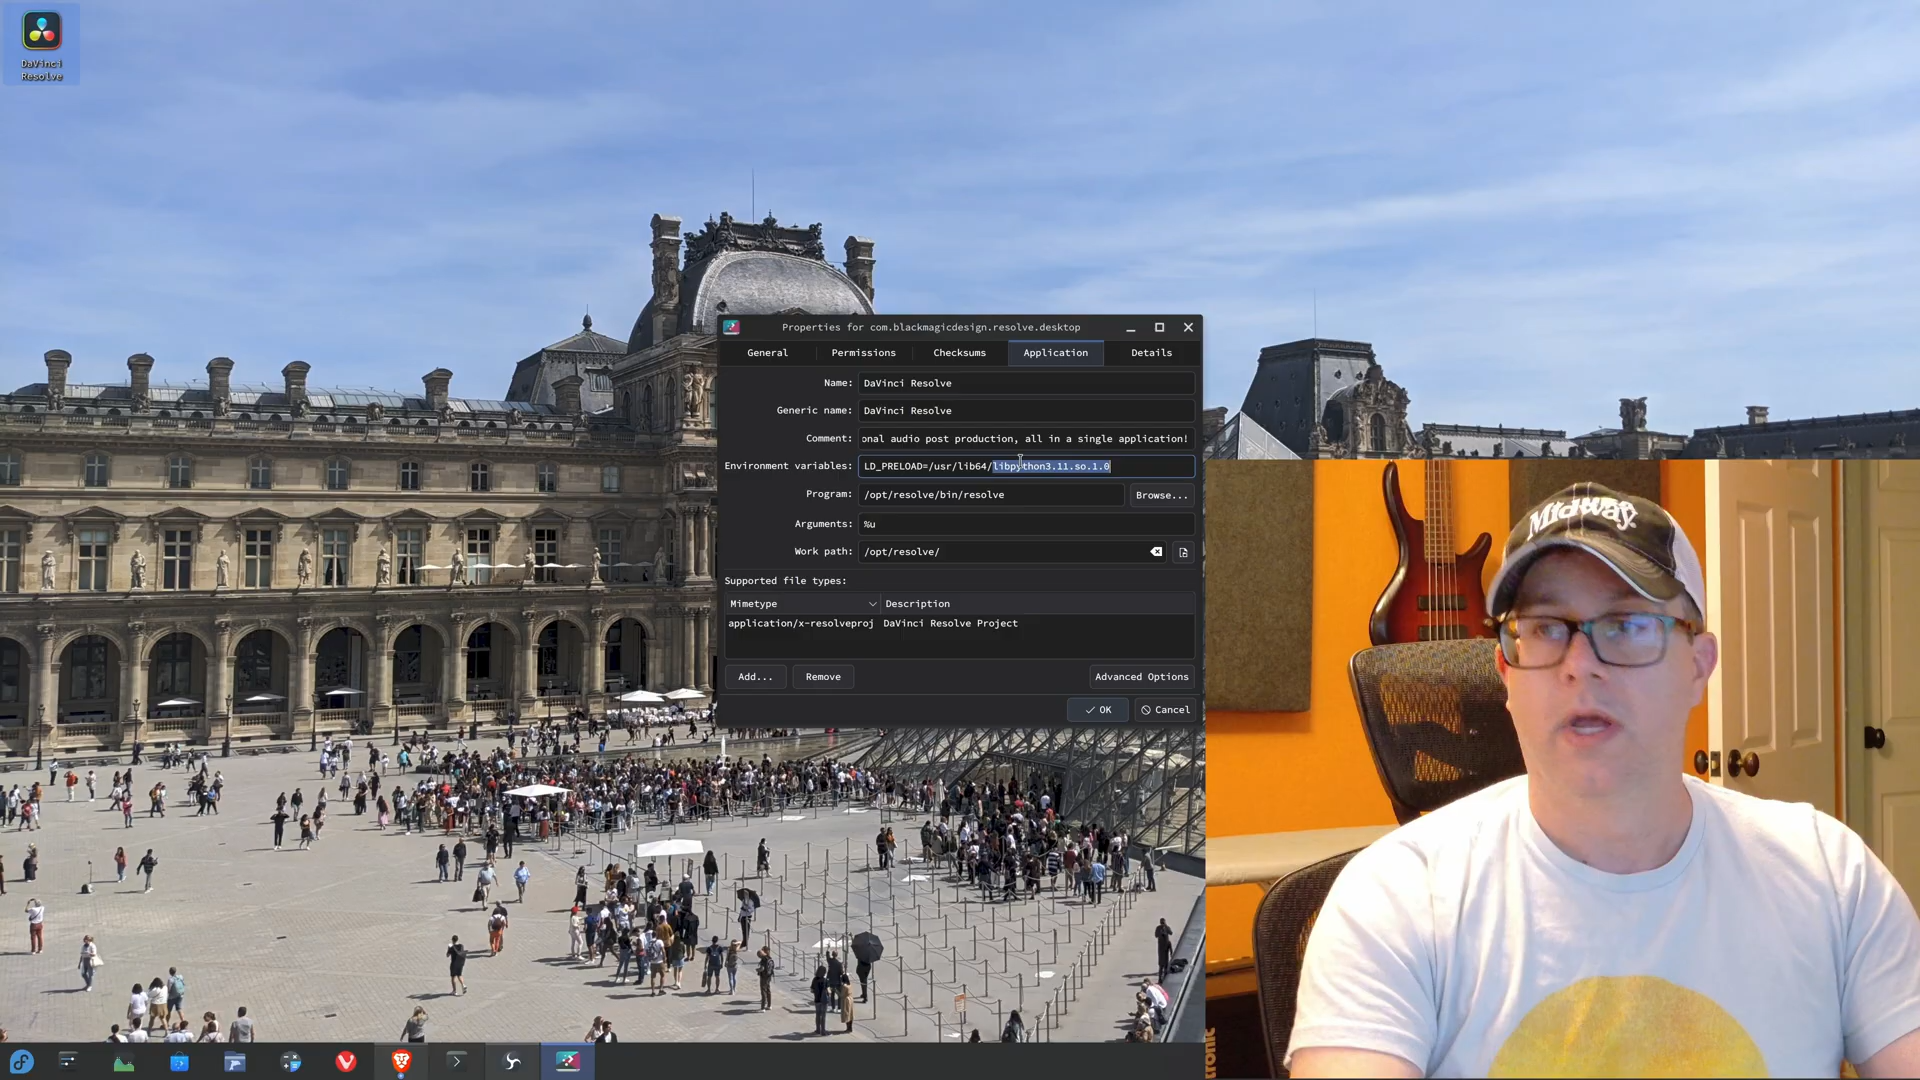 DaVinci
Resolve
Properties for com.blackmagicdesign.resolve.desktop
General
Permissions
Checksums
Application
Details
Name:
DaVinci Resolve
Generic name:
DaVinci Resolve
Comment:
onal audio post production, all in a single application!
Environment variables:
LD_PRELOAD=/usr/lib64/libpython3.11.so.1.0
Program:
/opt/resolve/bin/resolve
Browse...
Arguments:
%u
Work path:
/opt/resolve/
Supported file types:
Mimetype
Description
application/x-resolveproj
DaVinci Resolve Project
Add...
Remove
Advanced Options
OK
Cancel
Midway
tronic